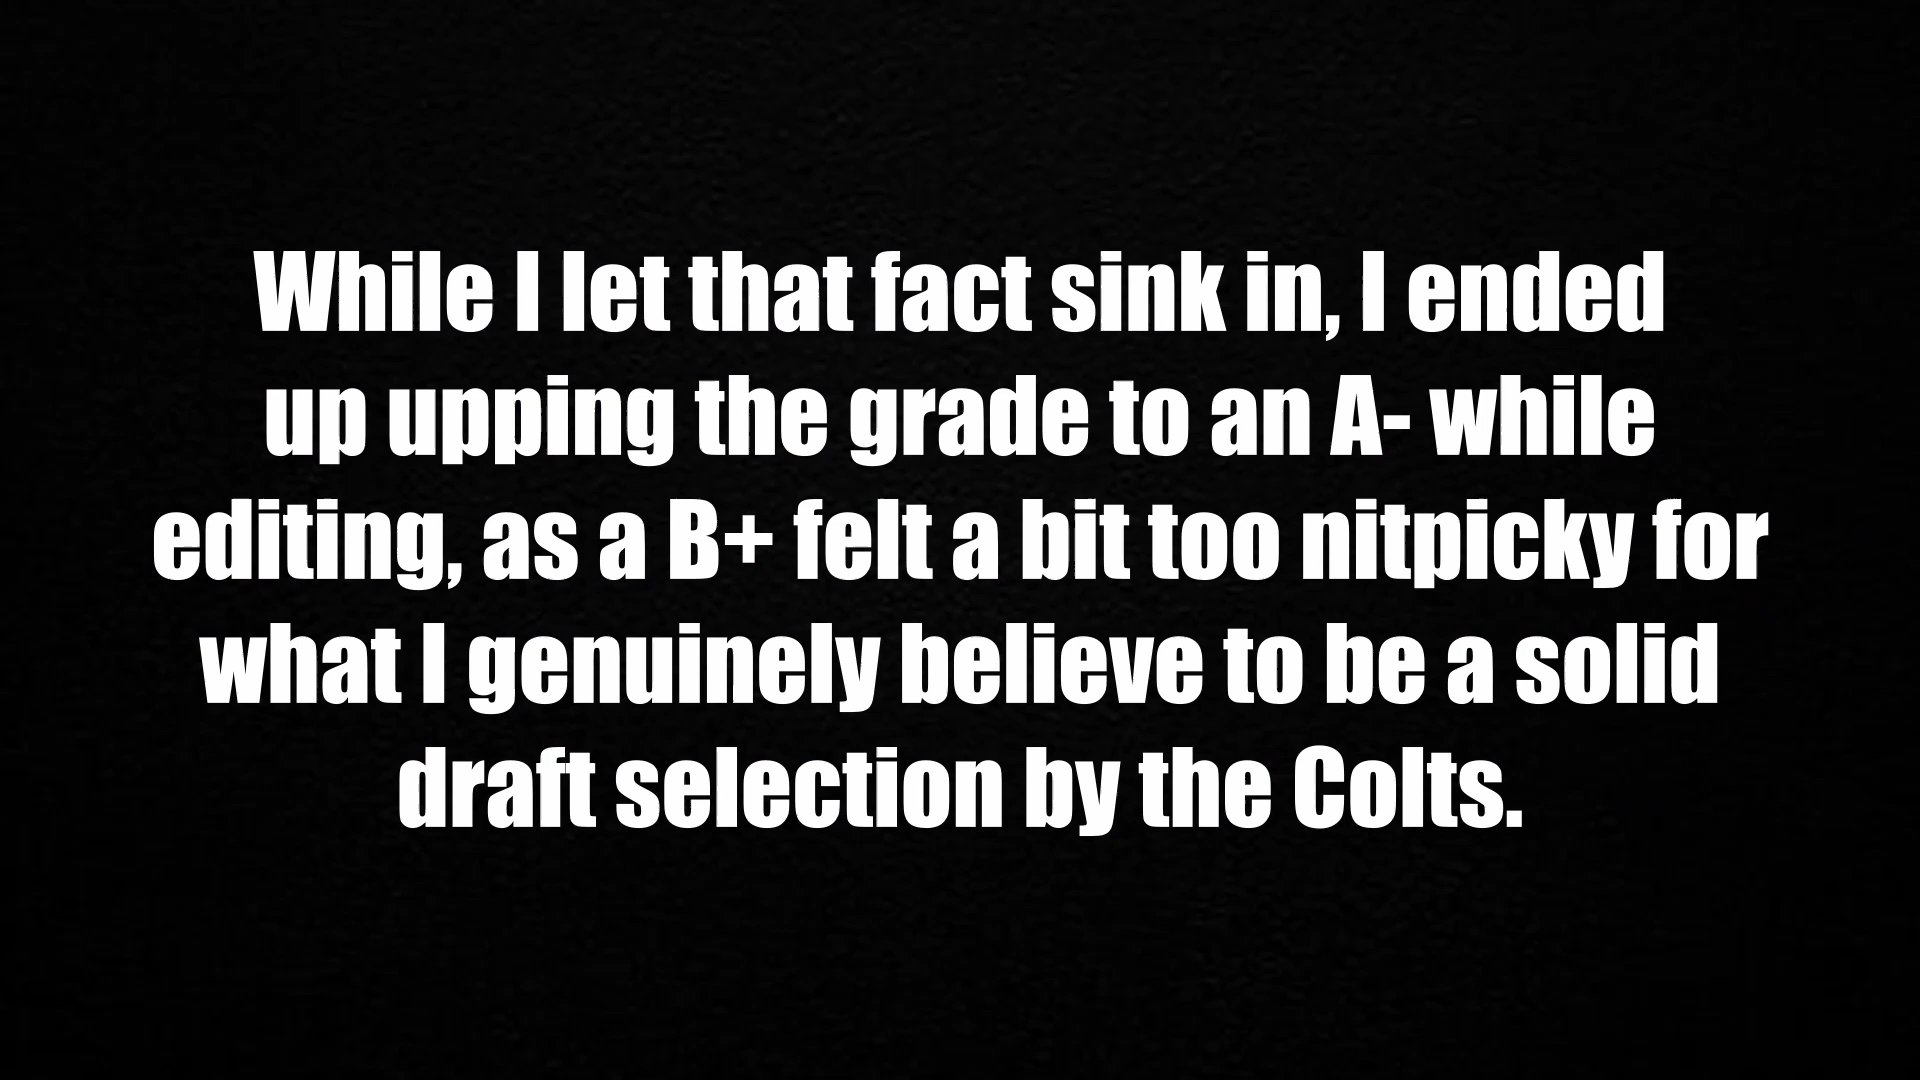 While I let that fact sink in, I ended
up upping the grade to an A- while
editing, as a B+ felt a bit too nitpicky for
what I genuinely believe to be a solid
draft selection by the Colts.